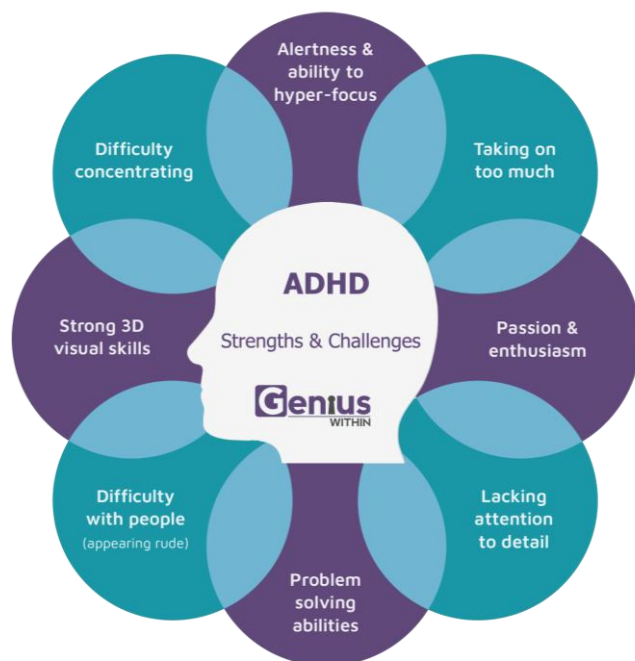 Alertness &
ability to
hyper-focus
Difficulty
concentrating
Taking on
too much
ADHD
Strengths & Challenges
Genius
WITHIN
Strong 3D
visual skills
Passion &
enthusiasm
Difficulty
with people
(appearing rude)
Lacking
attention
to detail
Problem
solving
abilities